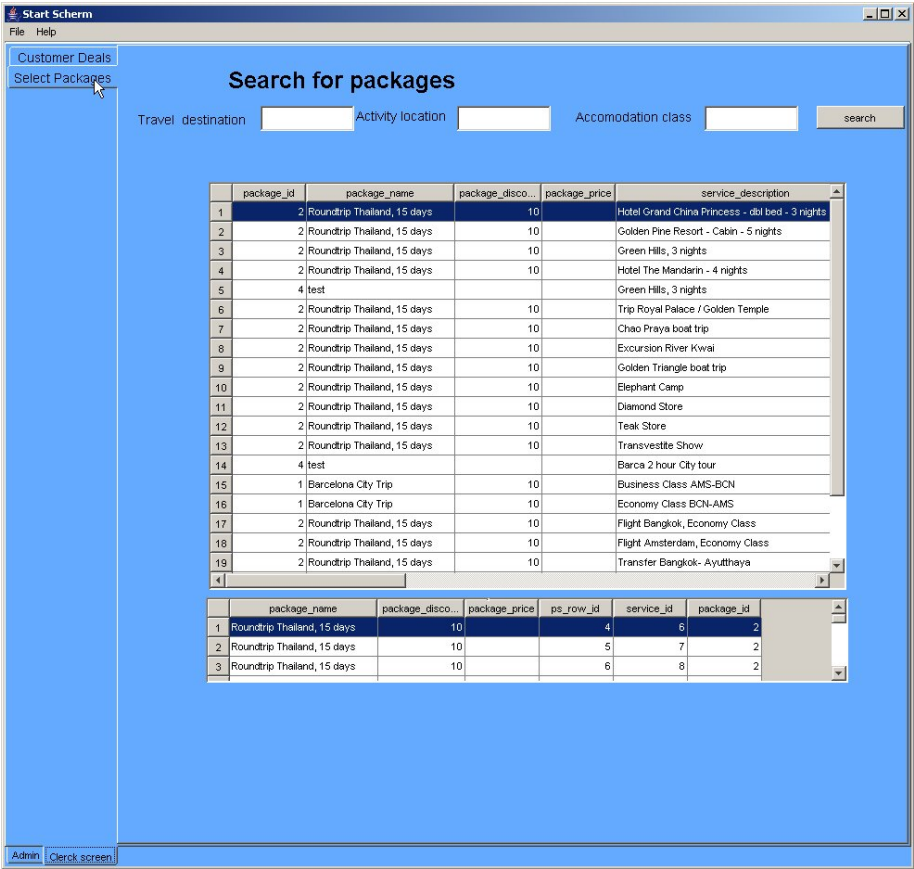 Start Scherm
File Help
Customer Deals
Select Packages
Search for packages
Travel destination Activity location Accomodation class search
package_id package_name package_disco... package_price service_description
1 2 Roundtrip Thailand, 15 days 10 Hotel Grand China Princess - dbl bed - 3 nights
2 2 Roundtrip Thailand, 15 days 10 Golden Pine Resort - Cabin - 5 nights
3 2 Roundtrip Thailand, 15 days 10 Green Hills, 3 nights
4 2 Roundtrip Thailand, 15 days 10 Hotel The Mandarin - 4 nights
5 4 test Green Hills, 3 nights
6 2 Roundtrip Thailand, 15 days 10 Trip Royal Palace / Golden Temple
7 2 Roundtrip Thailand, 15 days 10 Chao Praya boat trip
8 2 Roundtrip Thailand, 15 days 10 Excursion River Kwai
9 2 Roundtrip Thailand, 15 days 10 Golden Triangle boat trip
10 2 Roundtrip Thailand, 15 days 10 Elephant Camp
11 2 Roundtrip Thailand, 15 days 10 Diamond Store
12 2 Roundtrip Thailand, 15 days 10 Teak Store
13 2 Roundtrip Thailand, 15 days 10 Transvestite Show
14 4 test Barca 2 hour City tour
15 1 Barcelona City Trip 10 Business Class AMS-BCN
16 1 Barcelona City Trip 10 Economy Class BCN-AMS
17 2 Roundtrip Thailand, 15 days 10 Flight Bangkok, Economy Class
18 2 Roundtrip Thailand, 15 days 10 Flight Amsterdam, Economy Class
19 2 Roundtrip Thailand, 15 days 10 Transfer Bangkok- Ayutthaya
package_name package_disco... package_price ps_row_id service_id package_id
1 Roundtrip Thailand, 15 days 10 4 6 2
2 Roundtrip Thailand, 15 days 10 5 7 2
3 Roundtrip Thailand, 15 days 10 6 8 2
Admin Clerck screen